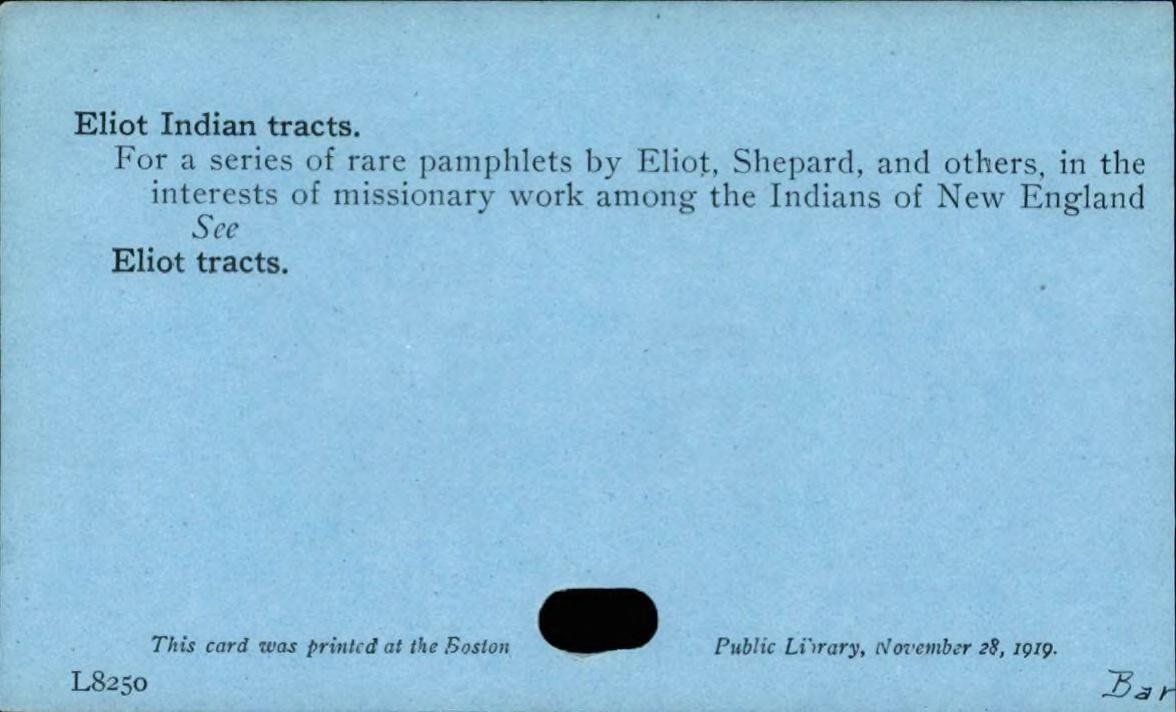 Eliot Indian tracts.
For a series of rare pamphlets by Eliot, Shepard, and others, in the
interests of missionary work among the Indians of New England
See
Eliot tracts.
This card was printed at the Boston Public Library, November 28, 1919.
L8250
Bar